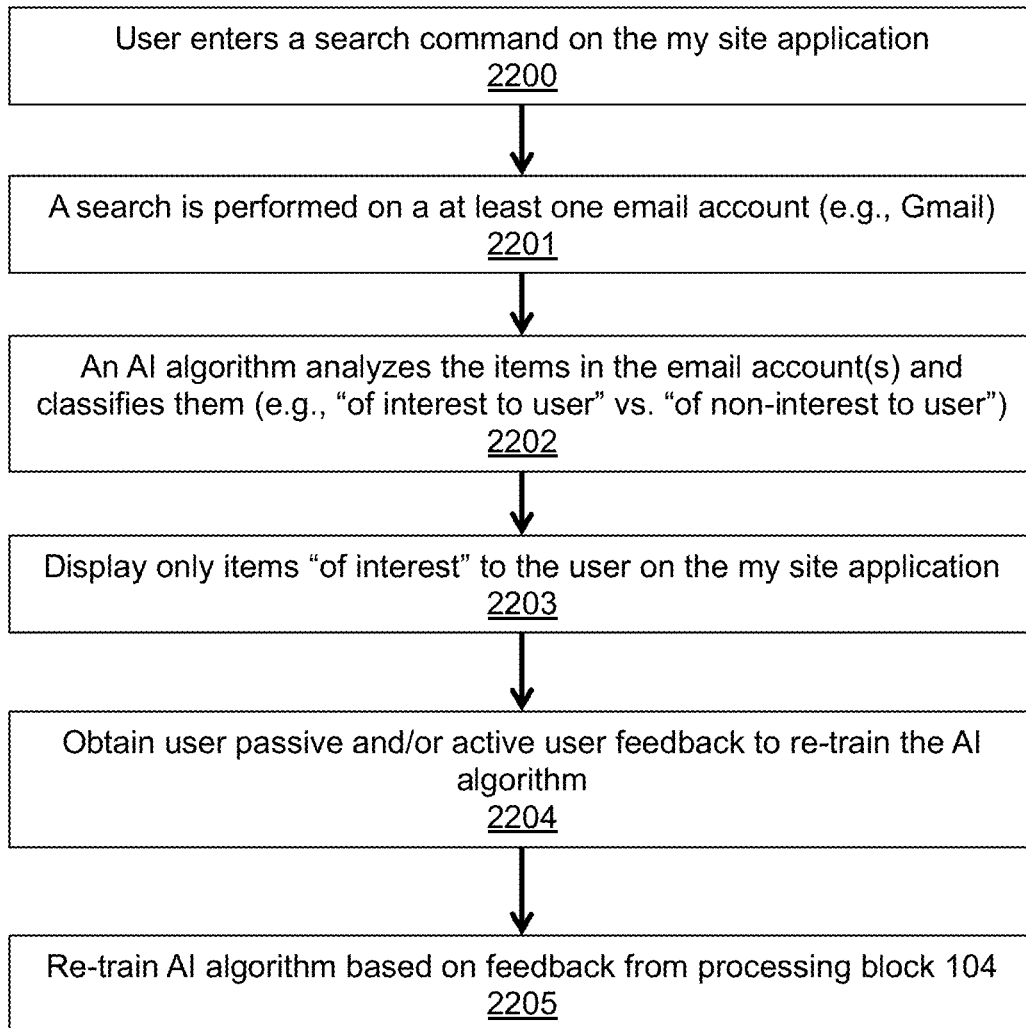 User enters a search command on the my site application
2200
A search is performed on a at least one email account (e.g., Gmail)
2201
An AI algorithm analyzes the items in the email account(s) and
classifies them (e.g., “of interest to user” vs. “of non-interest to user”)
2202
Display only items “of interest” to the user on the my site application
2203
Obtain user passive and/or active user feedback to re-train the AI
algorithm
2204
Re-train AI algorithm based on feedback from processing block 104
2205